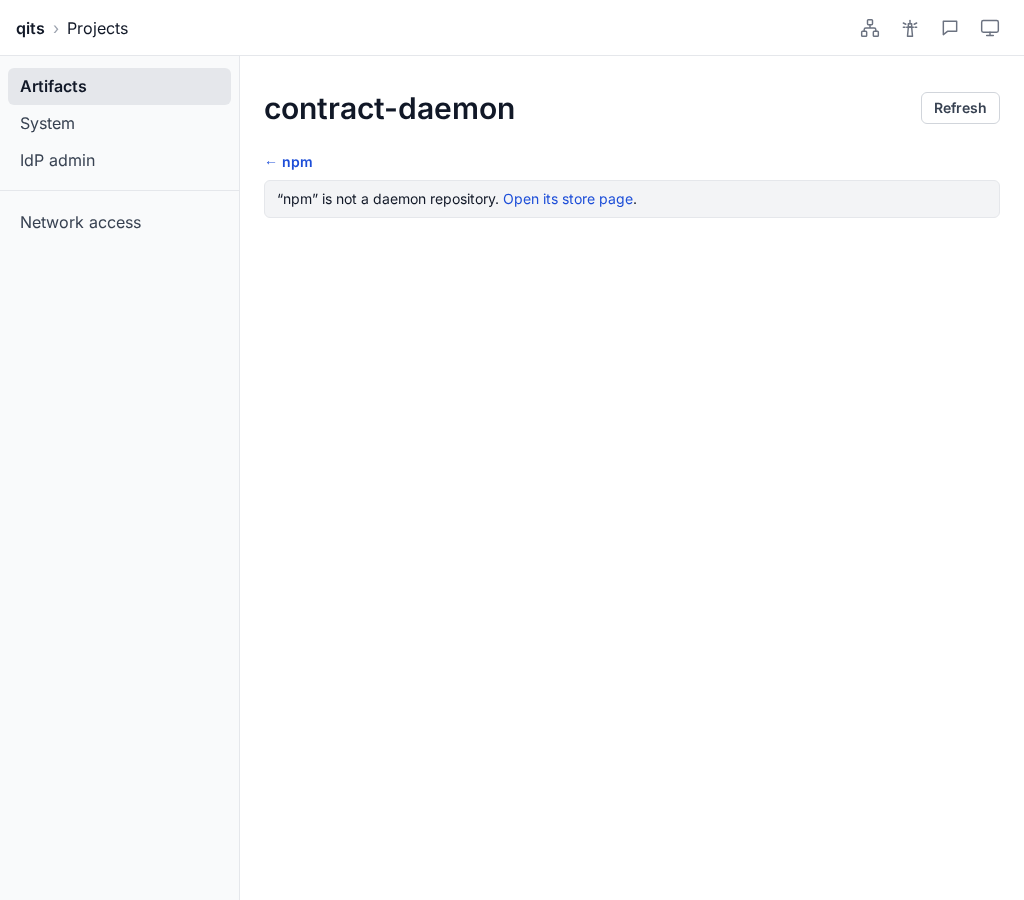 qits › Projects
Artifacts
System
IdP admin
Network access
contract-daemon
Refresh
← npm
“npm” is not a daemon repository. Open its store page.